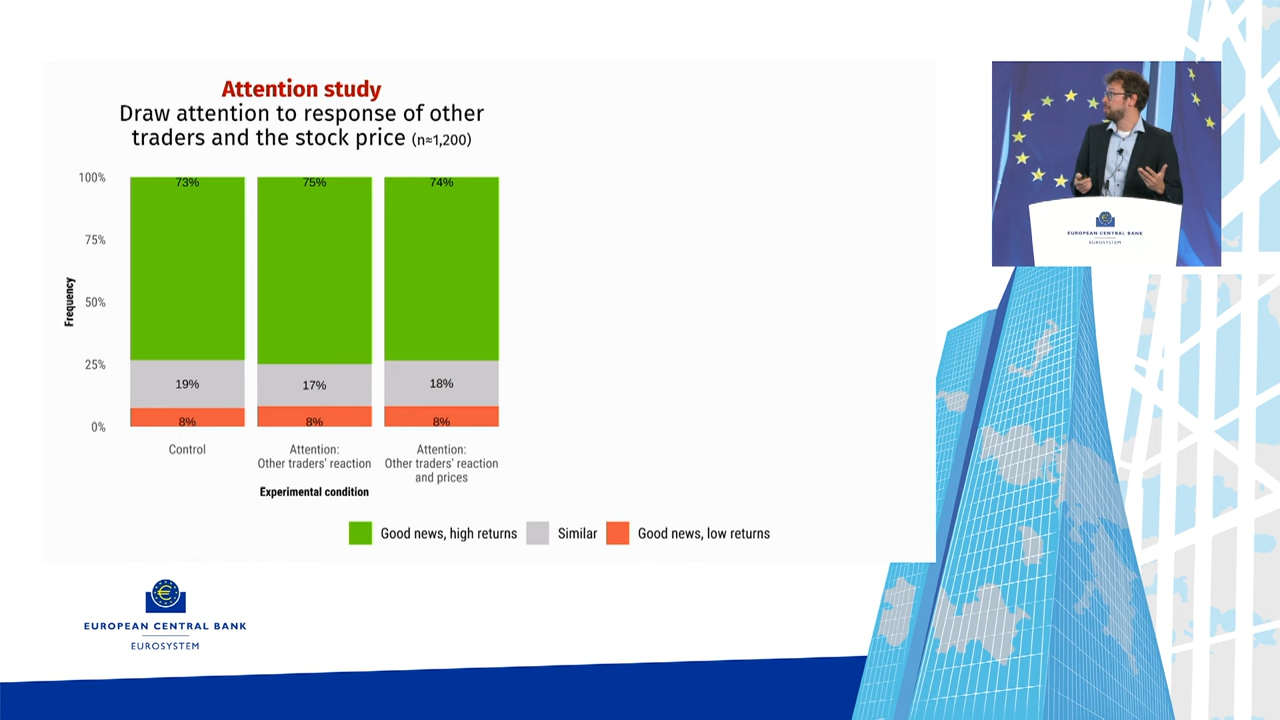 Attention study
Draw attention to response of other
traders and the stock price (n≈1,200)
100%
75%
50%
25%
0%
Frequency
73%
75%
74%
19%
17%
18%
8%
8%
8%
Control
Attention:
Other traders' reaction
Attention:
Other traders' reaction
and prices
Experimental condition
Good news, high returns
Similar
Good news, low returns
EUROPEAN CENTRAL BANK
EUROSYSTEM
EUROPEAN CENTRAL BANK
EUROSYSTEM